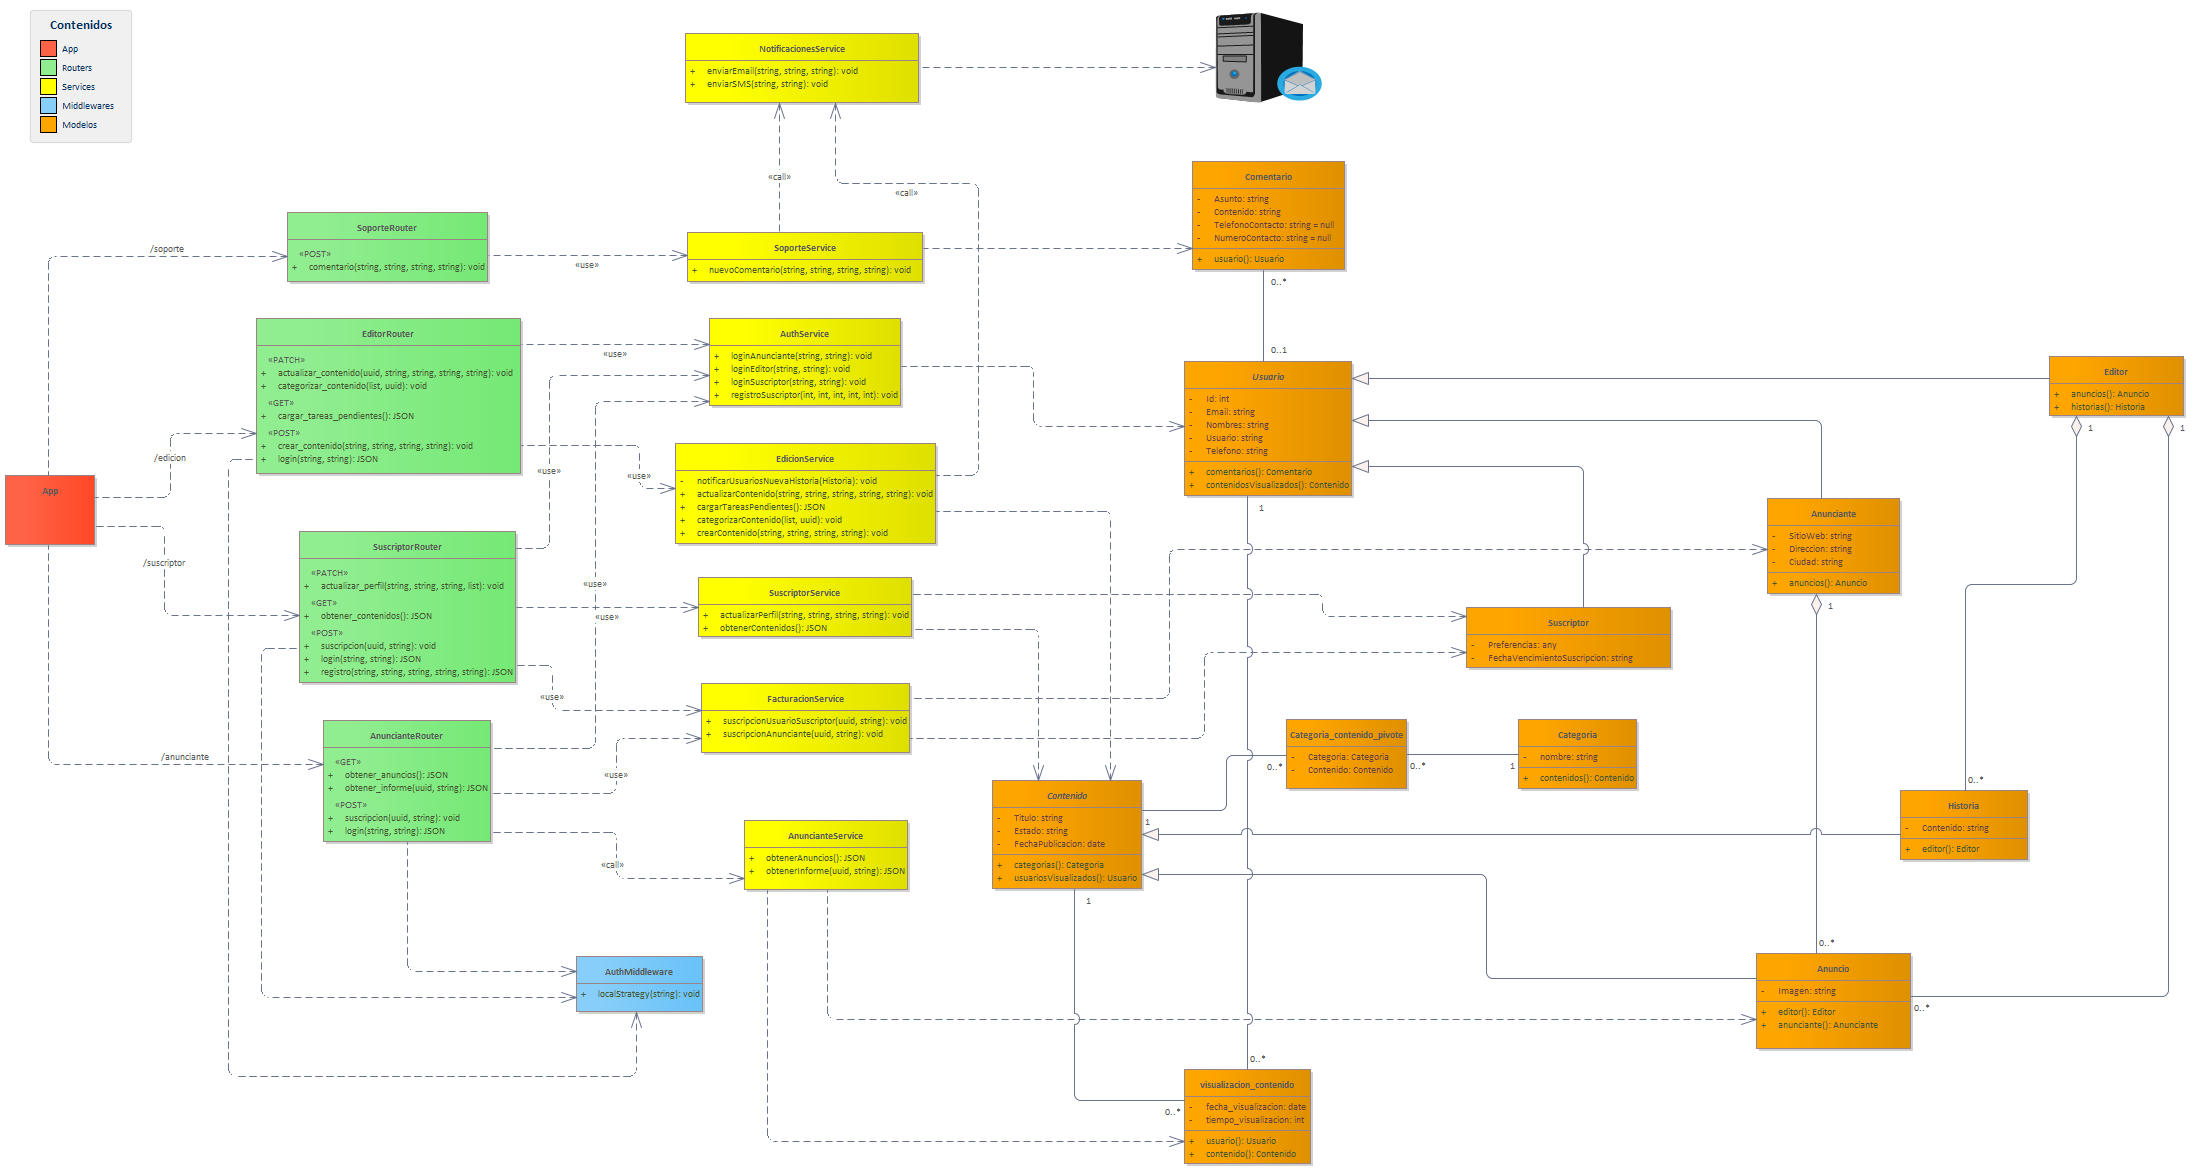 Contenidos
App
Routers
Services
Middlewares
Modelos
NotificacionesService
+ enviarEmail(string, string, string): void
+ enviarSMS(string, string): void
«call»
«call»
Comentario
- Asunto: string
- Contenido: string
- TelefonoContacto: string = null
- NumeroContacto: string = null
+ usuario(): Usuario
0..*
0..1
/soporte
SoporteRouter
«POST»
+ comentario(string, string, string, string): void
«use»
SoporteService
+ nuevoComentario(string, string, string, string): void
EditorRouter
«PATCH»
+ actualizar_contenido(uuid, string, string, string, string): void
+ categorizar_contenido(list, uuid): void
«GET»
+ cargar_tareas_pendientes(): JSON
«POST»
+ crear_contenido(string, string, string, string): void
+ login(string, string): JSON
«use»
AuthService
+ loginAnunciante(string, string): void
+ loginEditor(string, string): void
+ loginSuscriptor(string, string): void
+ registroSuscriptor(int, int, int, int, int): void
Usuario
- Id: int
- Email: string
- Nombres: string
- Usuario: string
- Telefono: string
+ comentarios(): Comentario
+ contenidosVisualizados(): Contenido
1
Editor
+ anuncios(): Anuncio
+ historias(): Historia
1
1
/edicion
App
«use»
«use»
EdicionService
- notificarUsuariosNuevaHistoria(Historia): void
+ actualizarContenido(string, string, string, string, string): void
+ cargarTareasPendientes(): JSON
+ categorizarContenido(list, uuid): void
+ crearContenido(string, string, string, string): void
Anunciante
- SitioWeb: string
- Direccion: string
- Ciudad: string
+ anuncios(): Anuncio
1
/suscriptor
SuscriptorRouter
«PATCH»
+ actualizar_perfil(string, string, string, list): void
«GET»
+ obtener_contenidos(): JSON
«POST»
+ suscripcion(uuid, string): void
+ login(string, string): JSON
+ registro(string, string, string, string, string): JSON
«use»
«use»
«use»
SuscriptorService
+ actualizarPerfil(string, string, string, string): void
+ obtenerContenidos(): JSON
Suscriptor
- Preferencias: any
- FechaVencimientoSuscripcion: string
FacturacionService
+ suscripcionUsuarioSuscriptor(uuid, string): void
+ suscripcionAnunciante(uuid, string): void
/anunciante
AnuncianteRouter
«GET»
+ obtener_anuncios(): JSON
+ obtener_informe(uuid, string): JSON
«POST»
+ suscripcion(uuid, string): void
+ login(string, string): JSON
«use»
«call»
Categoria_contenido_pivote
- Categoria: Categoria
- Contenido: Contenido
0..*
0..*
1
Categoria
- nombre: string
+ contenidos(): Contenido
Contenido
- Titulo: string
- Estado: string
- FechaPublicacion: date
+ categorias(): Categoria
+ usuariosVisualizados(): Usuario
1
1
0..*
Historia
- Contenido: string
+ editor(): Editor
AnuncianteService
+ obtenerAnuncios(): JSON
+ obtenerInforme(uuid, string): JSON
AuthMiddleware
+ localStrategy(string): void
0..*
Anuncio
- Imagen: string
+ editor(): Editor
+ anunciante(): Anunciante
0..*
0..*
visualizacion_contenido
- fecha_visualizacion: date
- tiempo_visualizacion: int
+ usuario(): Usuario
+ contenido(): Contenido
0..*